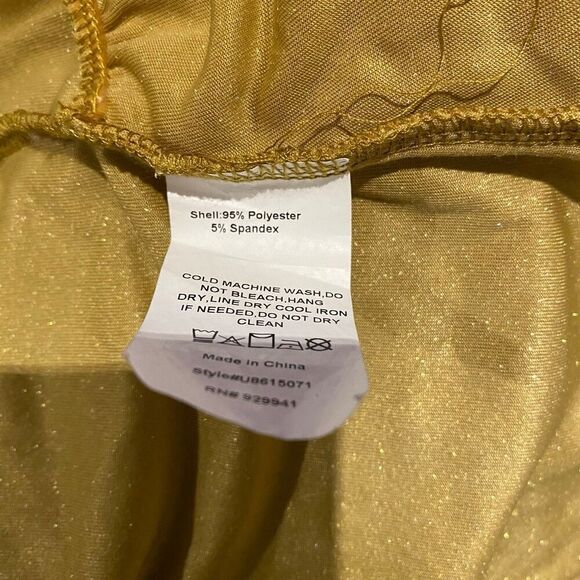 Shell:95% Polyester
5% Spandex
COLD MACHINE WASH,DO
NOT BLEACH,HANG
DRY,LINE DRY COOL IRON
IF NEEDED,DO NOT DRY
CLEAN
Made in China
Style#U8615071
RN# 929941